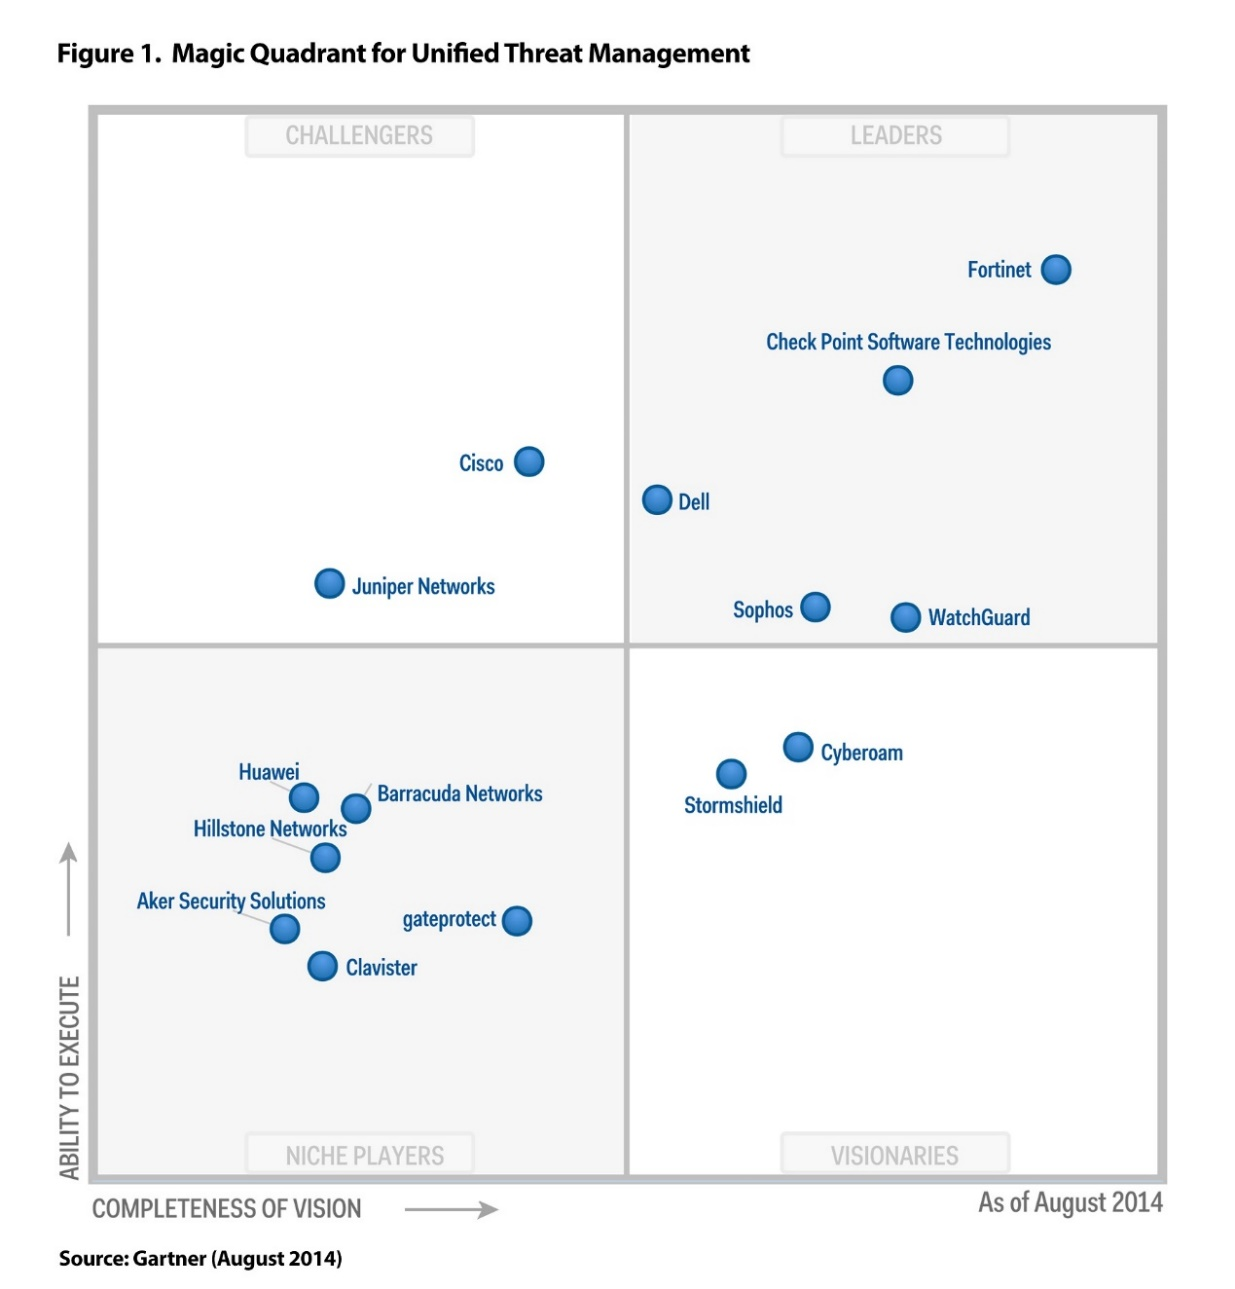 Figure 1. Magic Quadrant for Unified Threat Management
CHALLENGERS
LEADERS
Fortinet
Check Point Software Technologies
Cisco
Dell
Juniper Networks
Sophos
WatchGuard
Cyberoam
Stormshield
Huawei
Barracuda Networks
Hillstone Networks
Aker Security Solutions
gateprotect
Clavister
NICHE PLAYERS
VISIONARIES
ABILITY TO EXECUTE
COMPLETENESS OF VISION
As of August 2014
Source: Gartner (August 2014)